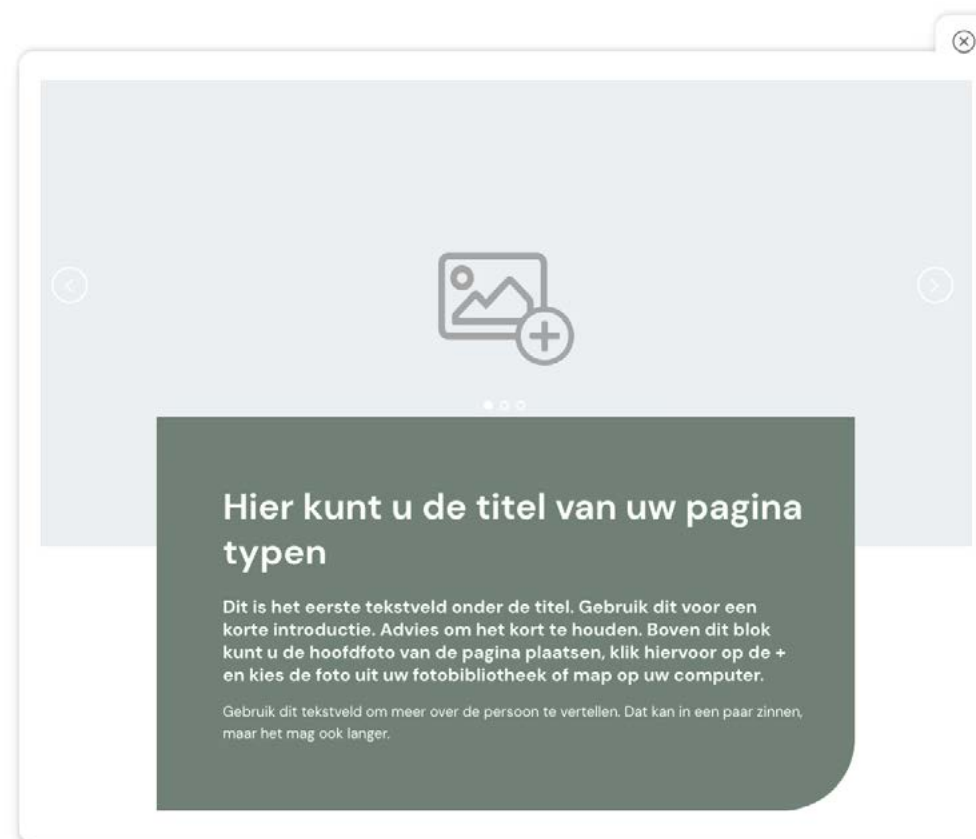 Hier kunt u de titel van uw pagina
typen
Dit is het eerste tekstveld onder de titel. Gebruik dit voor een
korte introductie. Advies om het kort te houden. Boven dit blok
kunt u de hoofdfoto van de pagina plaatsen, klik hiervoor op de +
en kies de foto uit uw fotobibliotheek of map op uw computer.
Gebruik dit tekstveld om meer over de persoon te vertellen. Dat kan in een paar zinnen,
maar het mag ook langer.